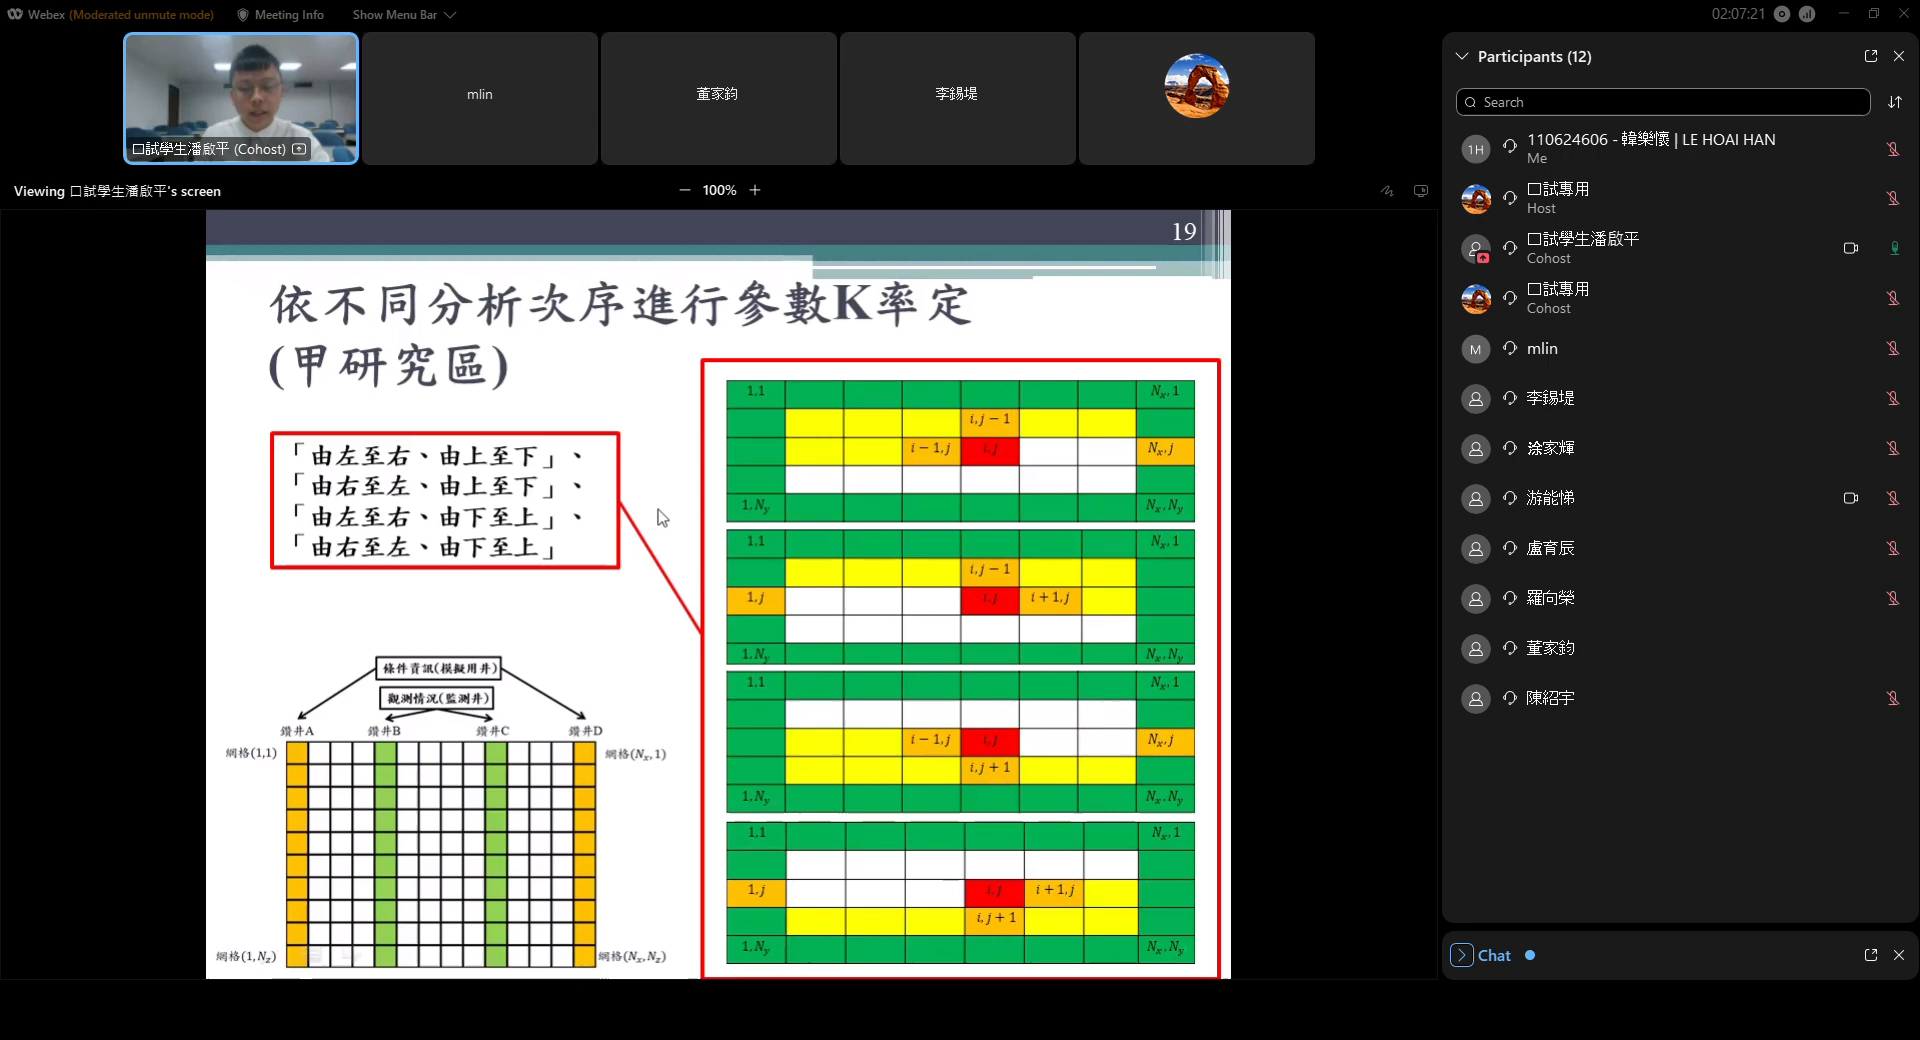 Webex (Moderated unmute mode)
Meeting Info
Show Menu Bar
02:07:21
口試學生潘啟平 (Cohost)
mlin
董家鈞
李錫堤
Viewing 口試學生潘啟平's screen
100%
19
依不同分析次序進行參數K率定
(甲研究區)
「由左至右、由上至下」、
「由右至左、由上至下」、
「由左至右、由下至上」、
「由右至左、由下至上」
條件資訊(模擬用井)
觀測情況(監測井)
鑽井A 鑽井B 鑽井C 鑽井D
網格(1,1) 網格(Nx,1)
網格(1,Nz) 網格(Nx,Nz)
1,1 Nx,1
i,j−1
i−1,j i,j Nx,j
1,Ny Nx,Ny
1,1 Nx,1
i,j−1
1,j i,j i+1,j
1,Ny Nx,Ny
1,1 Nx,1
i−1,j i,j Nx,j
i,j+1
1,Ny Nx,Ny
1,1 Nx,1
1,j i,j i+1,j
i,j+1
1,Ny Nx,Ny
Participants (12)
Search
1H
110624606 - 韓樂懷 | LE HOAI HAN
Me
口試專用
Host
口試學生潘啟平
Cohost
口試專用
Cohost
M
mlin
李錫堤
涂家輝
游能悌
盧育辰
羅向榮
董家鈞
陳紹宇
Chat